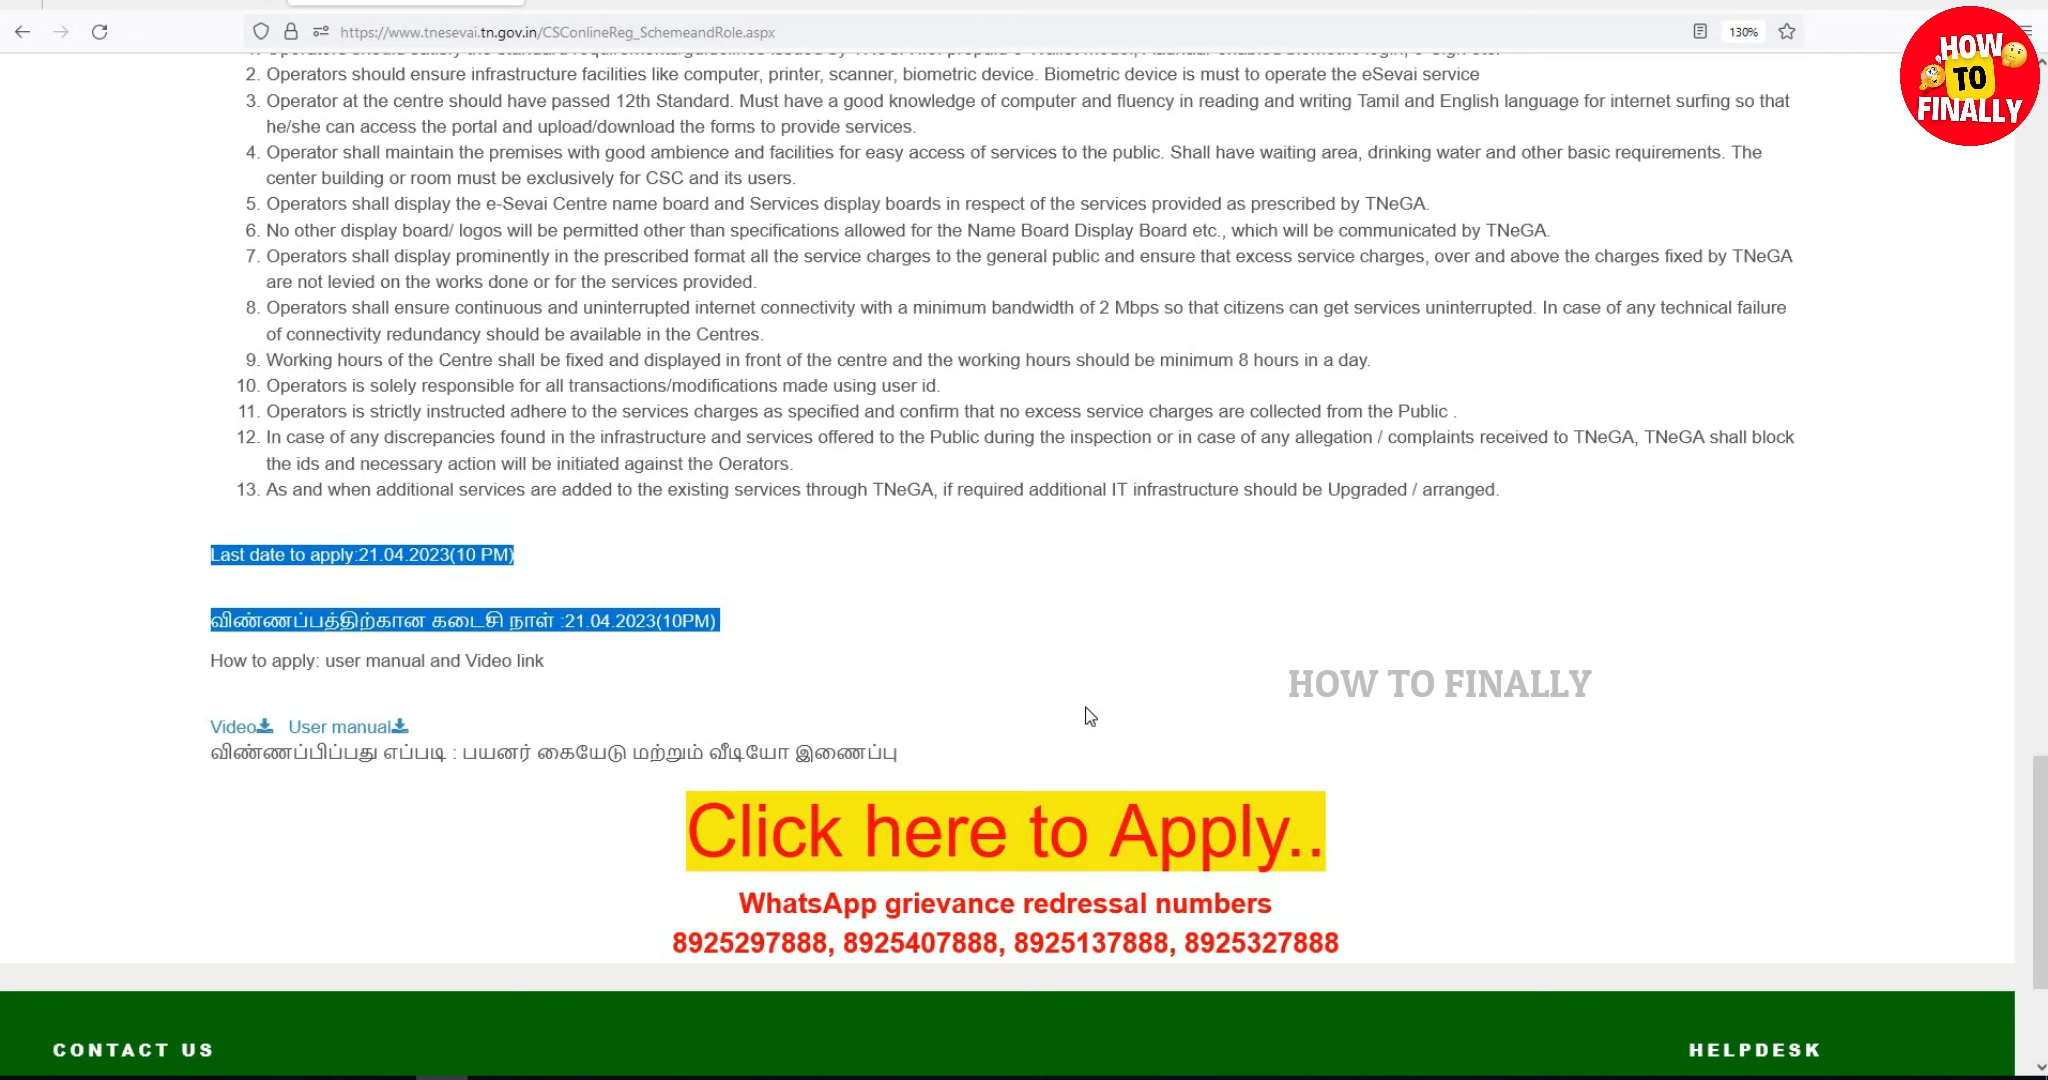 https://www.tnesevai.tn.gov.in/CSConlineReg_SchemeandRole.aspx
130%
HOW
TO
FINALLY
2. Operators should ensure infrastructure facilities like computer, printer, scanner, biometric device. Biometric device is must to operate the eSevai service
3. Operator at the centre should have passed 12th Standard. Must have a good knowledge of computer and fluency in reading and writing Tamil and English language for internet surfing so that
he/she can access the portal and upload/download the forms to provide services.
4. Operator shall maintain the premises with good ambience and facilities for easy access of services to the public. Shall have waiting area, drinking water and other basic requirements. The
center building or room must be exclusively for CSC and its users.
5. Operators shall display the e-Sevai Centre name board and Services display boards in respect of the services provided as prescribed by TNeGA.
6. No other display board/ logos will be permitted other than specifications allowed for the Name Board Display Board etc., which will be communicated by TNeGA.
7. Operators shall display prominently in the prescribed format all the service charges to the general public and ensure that excess service charges, over and above the charges fixed by TNeGA
are not levied on the works done or for the services provided.
8. Operators shall ensure continuous and uninterrupted internet connectivity with a minimum bandwidth of 2 Mbps so that citizens can get services uninterrupted. In case of any technical failure
of connectivity redundancy should be available in the Centres.
9. Working hours of the Centre shall be fixed and displayed in front of the centre and the working hours should be minimum 8 hours in a day.
10. Operators is solely responsible for all transactions/modifications made using user id.
11. Operators is strictly instructed adhere to the services charges as specified and confirm that no excess service charges are collected from the Public .
12. In case of any discrepancies found in the infrastructure and services offered to the Public during the inspection or in case of any allegation / complaints received to TNeGA, TNeGA shall block
the ids and necessary action will be initiated against the Oerators.
13. As and when additional services are added to the existing services through TNeGA, if required additional IT infrastructure should be Upgraded / arranged.
Last date to apply:21.04.2023(10 PM)
விண்ணப்பத்திற்கான கடைசி நாள் :21.04.2023(10PM)
How to apply: user manual and Video link
HOW TO FINALLY
Video User manual
விண்ணப்பிப்பது எப்படி : பயனர் கையேடு மற்றும் வீடியோ இணைப்பு
Click here to Apply..
WhatsApp grievance redressal numbers
8925297888, 8925407888, 8925137888, 8925327888
CONTACT US
HELPDESK